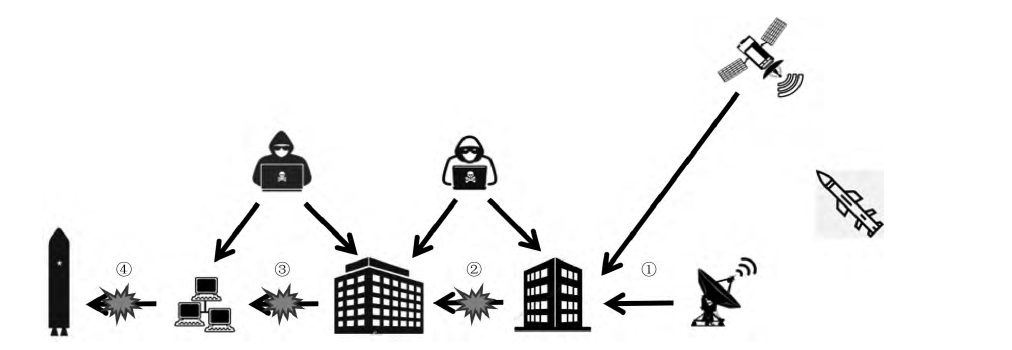 ④ ③ ② ①